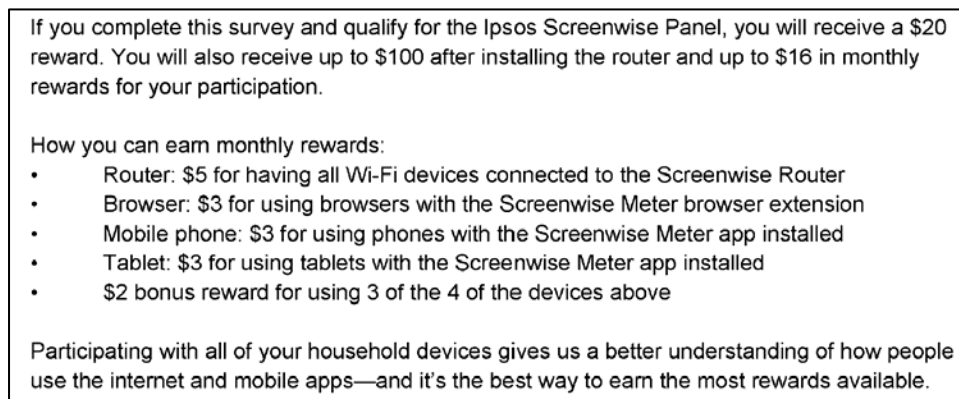 If you complete this survey and qualify for the Ipsos Screenwise Panel, you will receive a $20
reward. You will also receive up to $100 after installing the router and up to $16 in monthly
rewards for your participation.
How you can earn monthly rewards:
• Router: $5 for having all Wi-Fi devices connected to the Screenwise Router
• Browser: $3 for using browsers with the Screenwise Meter browser extension
• Mobile phone: $3 for using phones with the Screenwise Meter app installed
• Tablet: $3 for using tablets with the Screenwise Meter app installed
• $2 bonus reward for using 3 of the 4 of the devices above
Participating with all of your household devices gives us a better understanding of how people
use the internet and mobile apps—and it's the best way to earn the most rewards available.